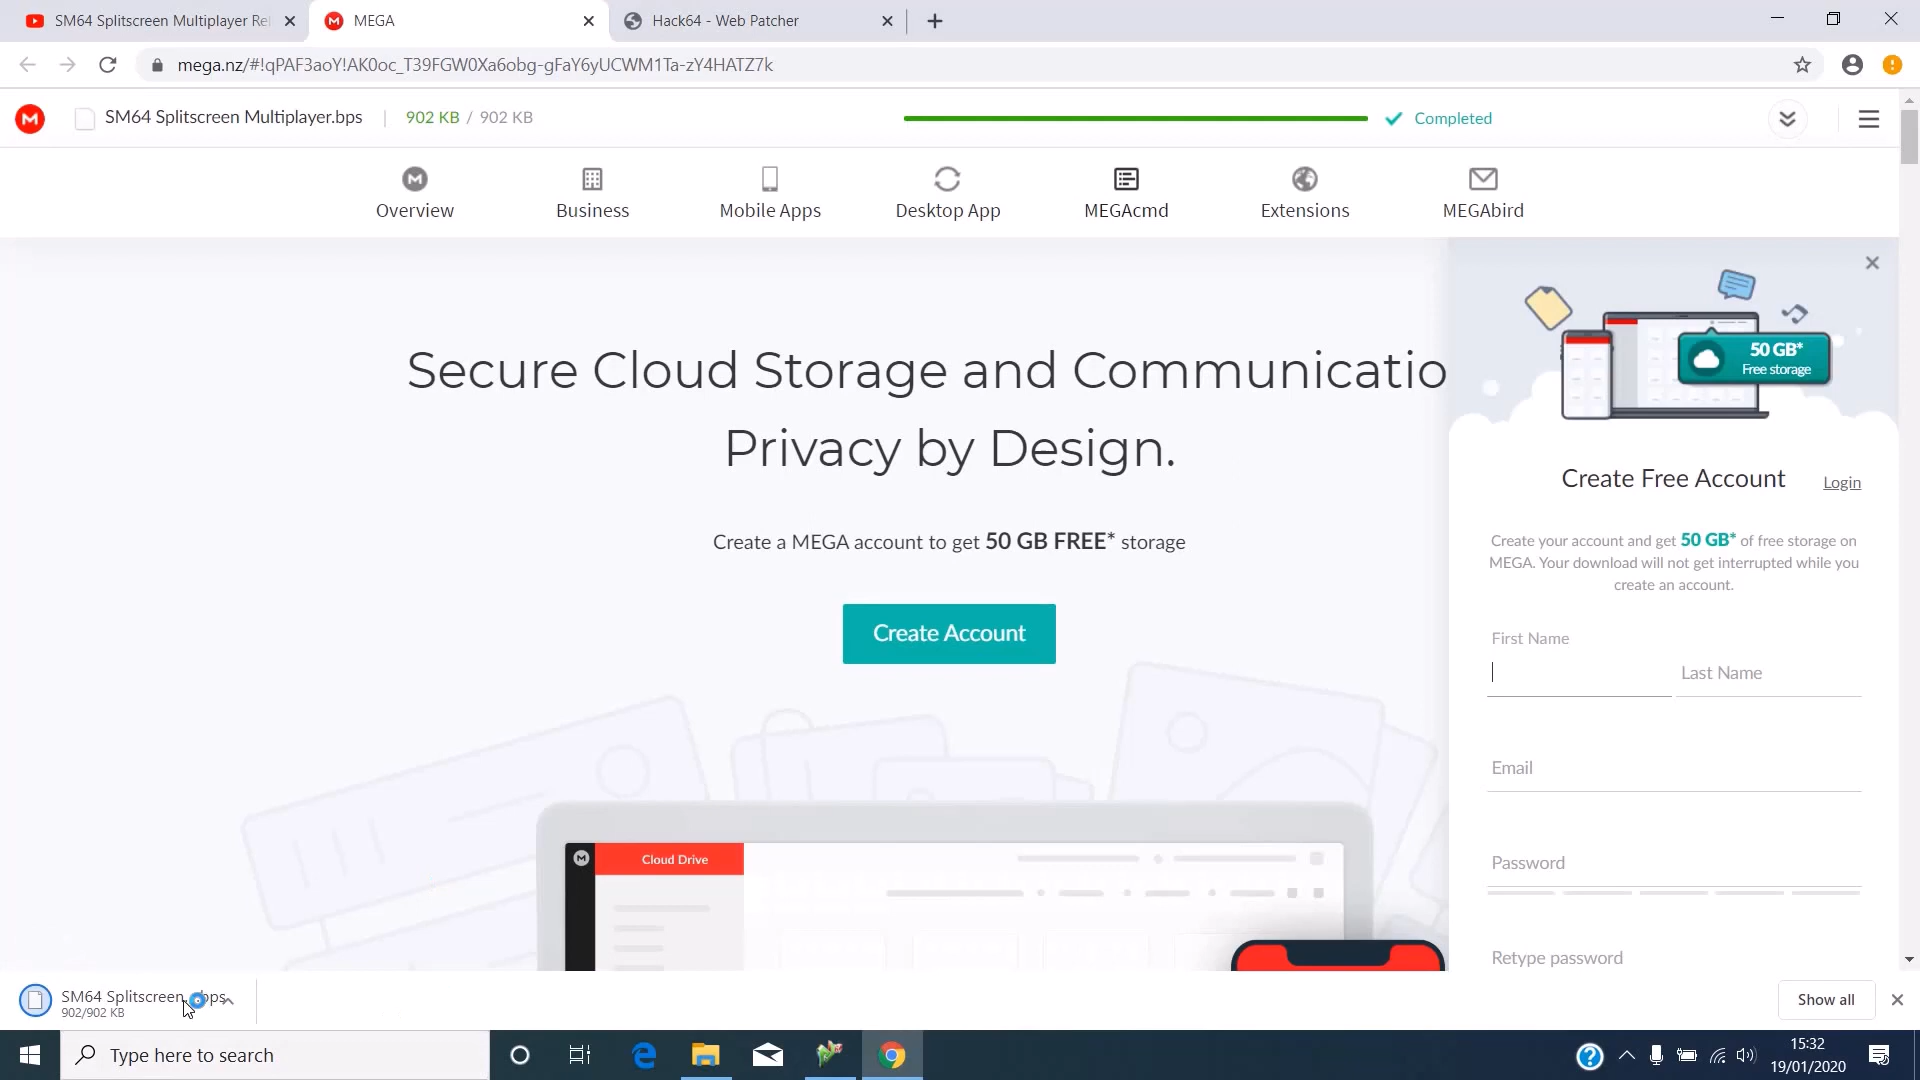 SM64 Splitscreen Multiplayer Rel
MEGA
Hack64 - Web Patcher
mega.nz/#!qPAF3aoY!AK0oc_T39FGW0Xa6obg-gFaY6yUCWM1Ta-zY4HATZ7k
SM64 Splitscreen Multiplayer.bps
902 KB / 902 KB
Completed
Overview
Business
Mobile Apps
Desktop App
MEGAcmd
Extensions
MEGAbird
Secure Cloud Storage and Communicatio
Privacy by Design.
Create a MEGA account to get 50 GB FREE* storage
Create Account
Cloud Drive
50 GB*
Free storage
Create Free Account
Login
Create your account and get 50 GB* of free storage on
MEGA. Your download will not get interrupted while you
create an account.
First Name
Last Name
Email
Password
Retype password
SM64 Splitscreen
bps
902/902 KB
Show all
Type here to search
15:32
19/01/2020